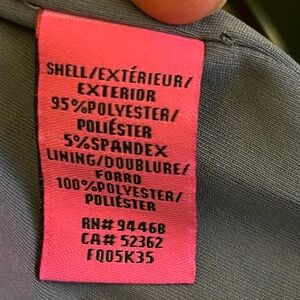 SHELL/EXTÉRIEUR/
EXTERIOR
95%POLYESTER/
POLIÉSTER
5%SPANDEX
LINING/DOUBLURE/
FORRO
100%POLYESTER/
POLIÉSTER
RN# 94468
CA# 52362
FQ05K35